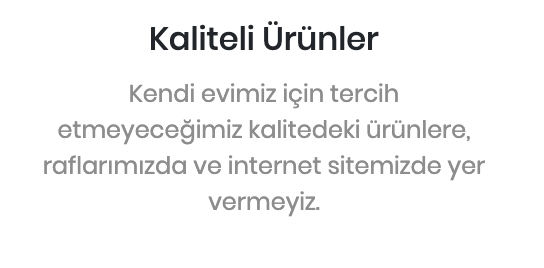 Kaliteli Ürünler
Kendi evimiz için tercih
etmeyeceğimiz kalitedeki ürünlere,
raflarımızda ve internet sitemizde yer
vermeyiz.